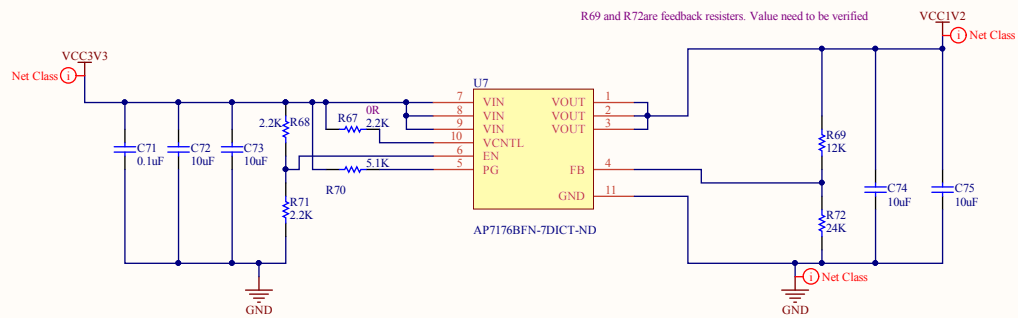 R69 and R72are feedback resisters. Value need to be verified
VCC1V2
Net Class i
VCC3V3
Net Class i
U7
7 VIN VOUT 1
8 VIN VOUT 2
9 VIN VOUT 3
10 VCNTL
6 EN
5 PG FB 4
GND 11
AP7176BFN-7DICT-ND
0R
R67 2.2K
2.2K R68
5.1K
R70
R71
2.2K
C71
0.1uF
C72
10uF
C73
10uF
GND
R69
12K
R72
24K
C74
10uF
C75
10uF
i Net Class
GND